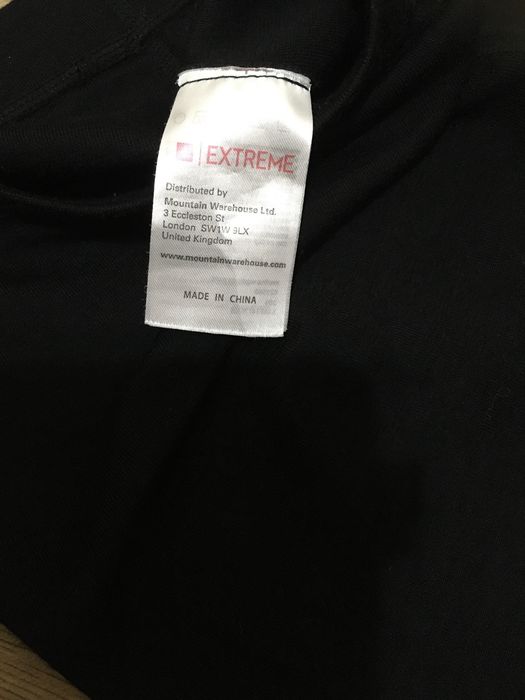 EXTREME
Distributed by
Mountain Warehouse Ltd.
3 Eccleston St
London SW1W 9LX
United Kingdom
www.mountainwarehouse.com
MADE IN CHINA